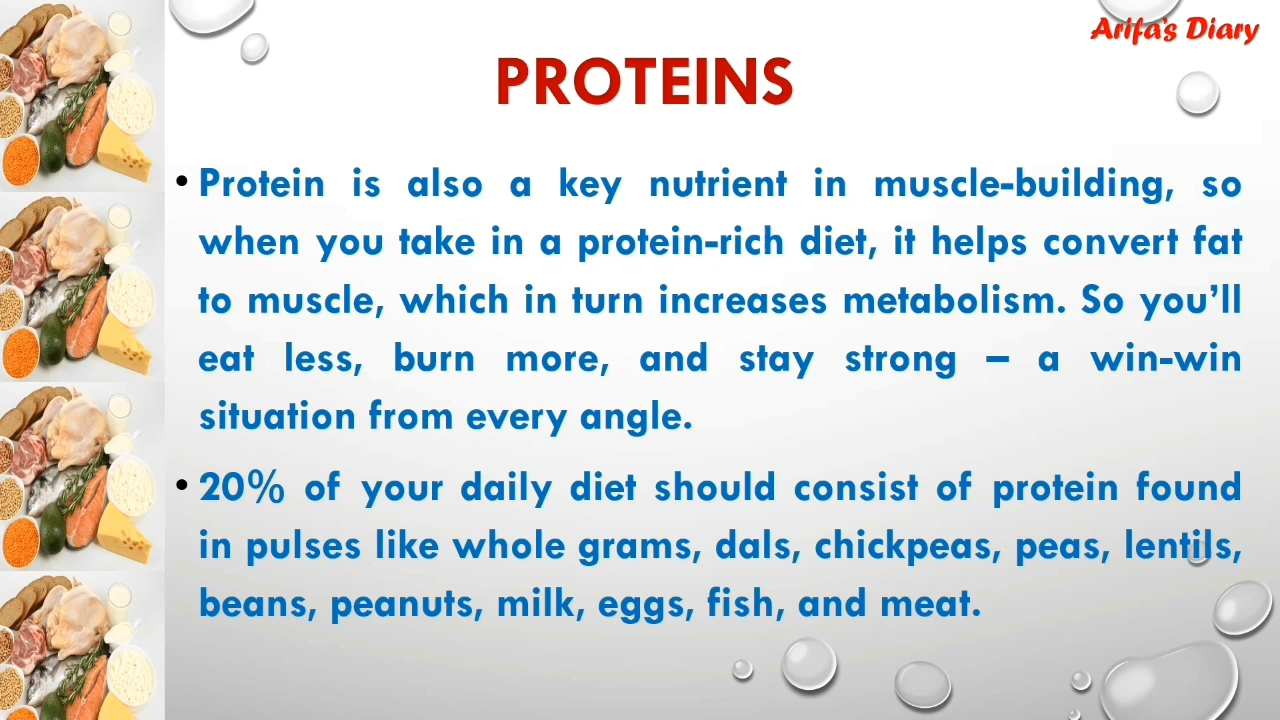 Arifa's Diary
PROTEINS
• Protein is also a key nutrient in muscle-building, so
when you take in a protein-rich diet, it helps convert fat
to muscle, which in turn increases metabolism. So you’ll
eat less, burn more, and stay strong – a win-win
situation from every angle.
• 20% of your daily diet should consist of protein found
in pulses like whole grams, dals, chickpeas, peas, lentils,
beans, peanuts, milk, eggs, fish, and meat.